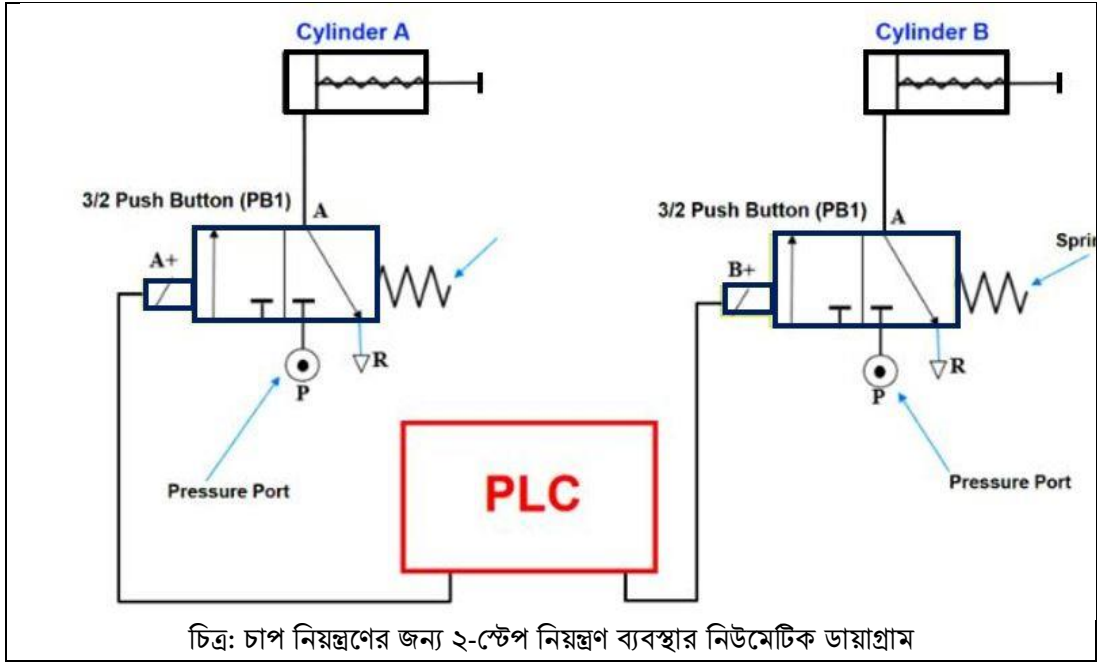 Cylinder A
Cylinder B
3/2 Push Button (PB1)
A
3/2 Push Button (PB1)
A
Sprin
A+
B+
R
P
R
P
Pressure Port
Pressure Port
PLC
চিত্র: চাপ নিয়ন্ত্রণের জন্য ২-স্টেপ নিয়ন্ত্রণ ব্যবস্থার নিউমেটিক ডায়াগ্রাম